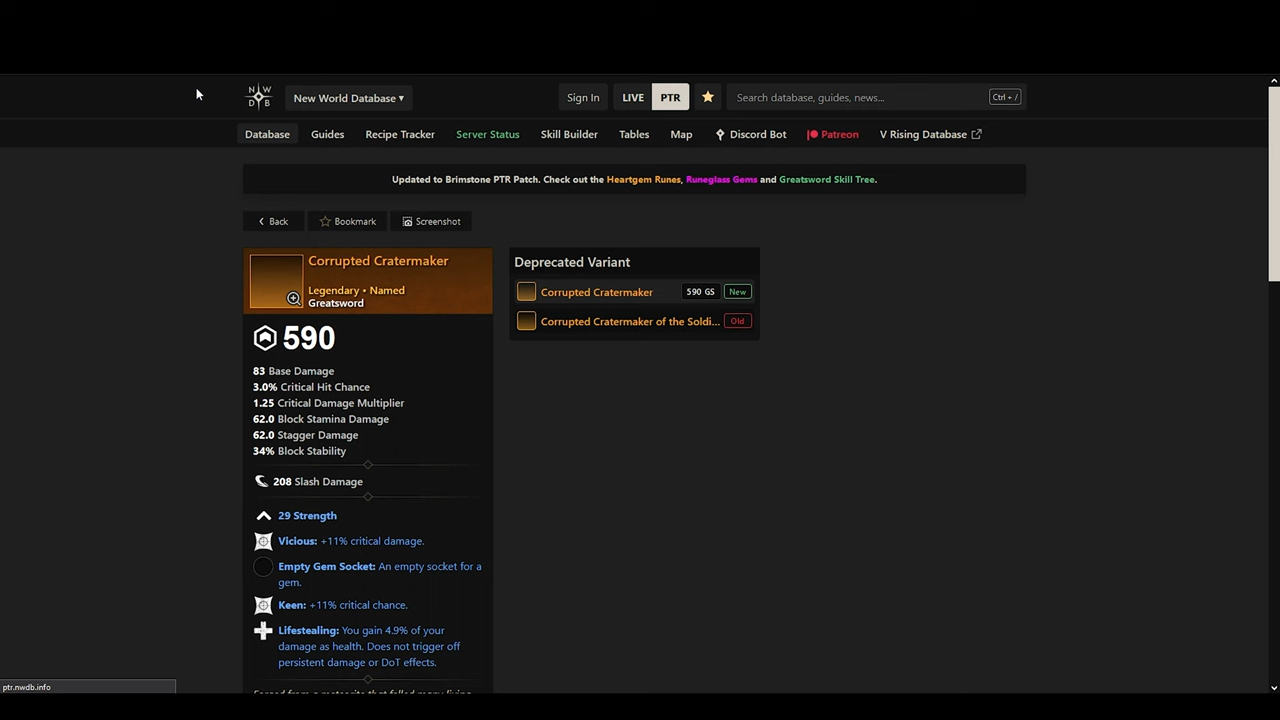 N W
D B
New World Database ▾
Sign In
LIVE
PTR
Search database, guides, news...
Ctrl + /
Database
Guides
Recipe Tracker
Server Status
Skill Builder
Tables
Map
Discord Bot
Patreon
V Rising Database
Updated to Brimstone PTR Patch. Check out the Heartgem Runes, Runeglass Gems and Greatsword Skill Tree.
Back
Bookmark
Screenshot
Corrupted Cratermaker
Legendary • Named
Greatsword
590
83 Base Damage
3.0% Critical Hit Chance
1.25 Critical Damage Multiplier
62.0 Block Stamina Damage
62.0 Stagger Damage
34% Block Stability
208 Slash Damage
29 Strength
Vicious: +11% critical damage.
Empty Gem Socket: An empty socket for a
gem.
Keen: +11% critical chance.
Lifestealing: You gain 4.9% of your
damage as health. Does not trigger off
persistent damage or DoT effects.
Forged from a meteorite that felled many living
Deprecated Variant
Corrupted Cratermaker
590 GS
New
Corrupted Cratermaker of the Soldi...
Old
ptr.nwdb.info